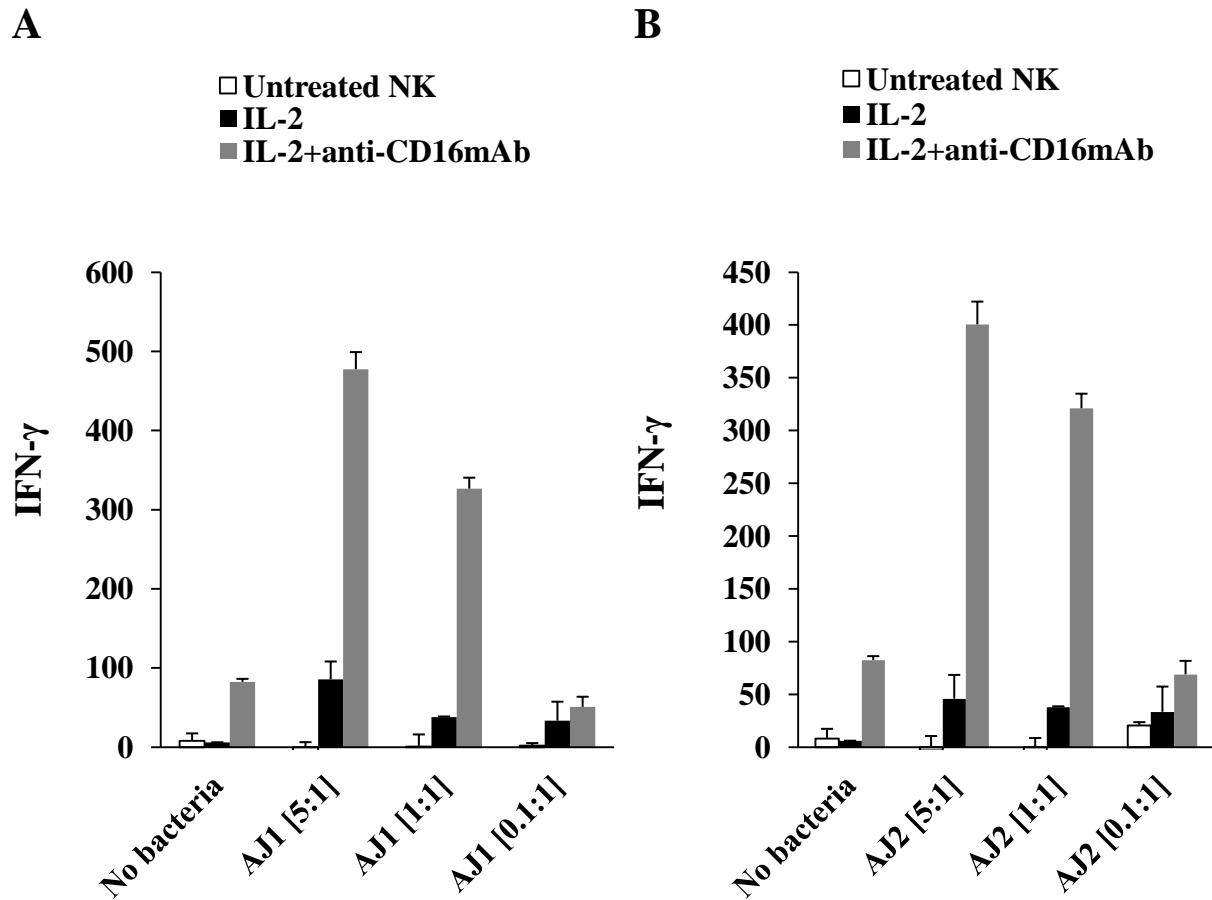 A
Untreated NK
IL-2
IL-2+anti-CD16mAb
600
500
400
300
200
100
0
IFN-γ
No bacteria
AJ1 [5:1]
AJ1 [1:1]
AJ1 [0.1:1]
B
Untreated NK
IL-2
IL-2+anti-CD16mAb
450
400
350
300
250
200
150
100
50
0
IFN-γ
No bacteria
AJ2 [5:1]
AJ2 [1:1]
AJ2 [0.1:1]